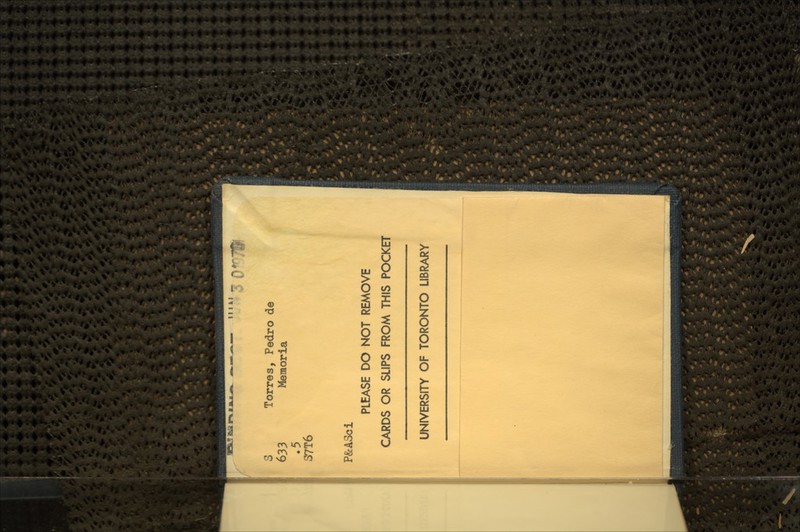 S
633
.5
S7T6
Torres, Pedro de
Memoria
P&ASci
PLEASE DO NOT REMOVE
CARDS OR SLIPS FROM THIS POCKET
UNIVERSITY OF TORONTO LIBRARY